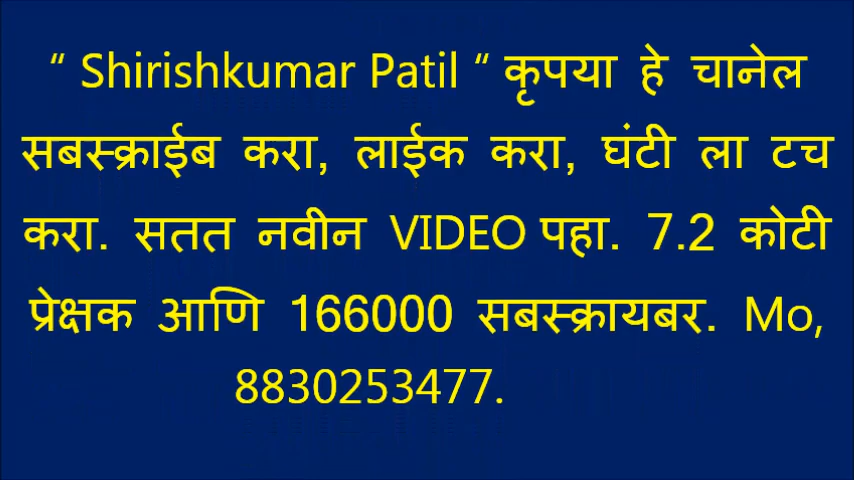 “ Shirishkumar Patil “ कृपया हे चानेल
सबस्क्राईब करा, लाईक करा, घंटी ला टच
करा. सतत नवीन VIDEO पहा. 7.2 कोटी
प्रेक्षक आणि 166000 सबस्क्रायबर. Mo,
8830253477.